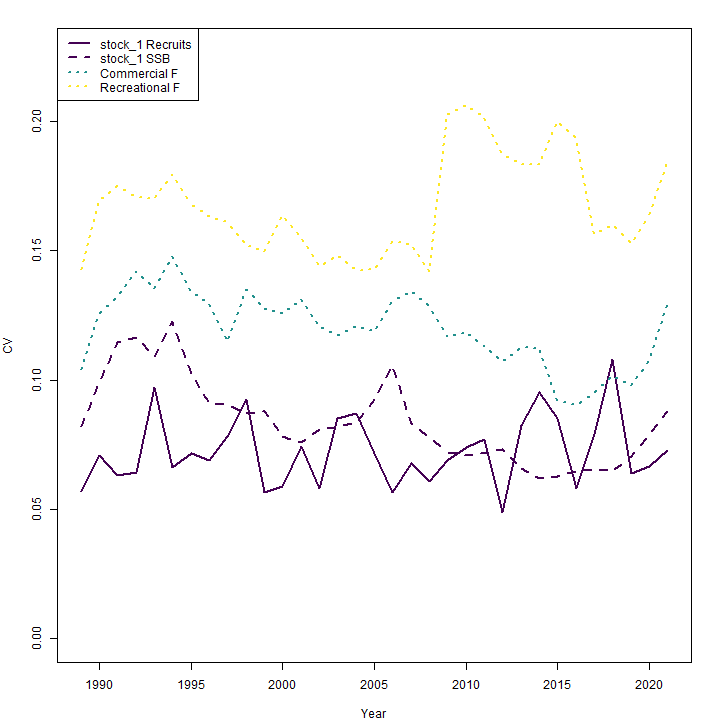 stock_1 Recruits
stock_1 SSB
Commercial F
Recreational F
CV
0.20
0.15
0.10
0.05
0.00
1990 1995 2000 2005 2010 2015 2020
Year